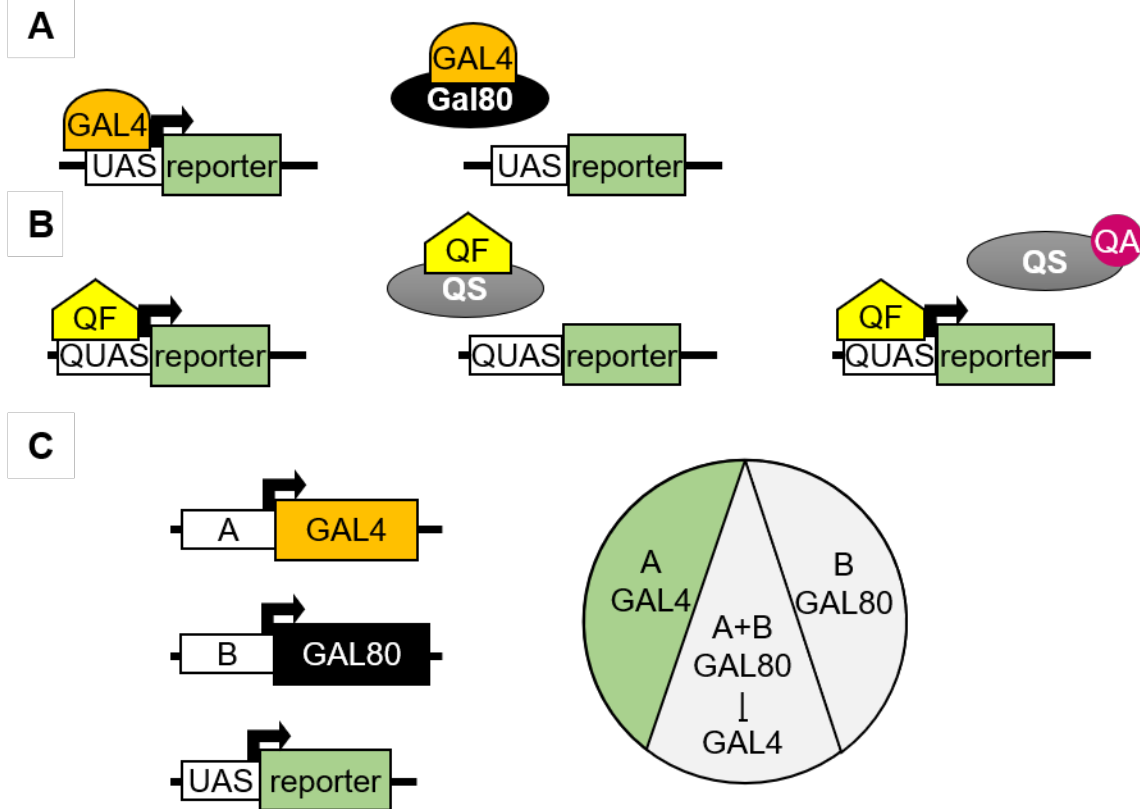 A
GAL4
UAS reporter
GAL4
Gal80
UAS reporter
B
QF
QUAS reporter
QF
QS
QUAS reporter
QS QA
QF
QUAS reporter
C
A GAL4
B GAL80
UAS reporter
A
GAL4
A+B
GAL80
GAL4
B
GAL80